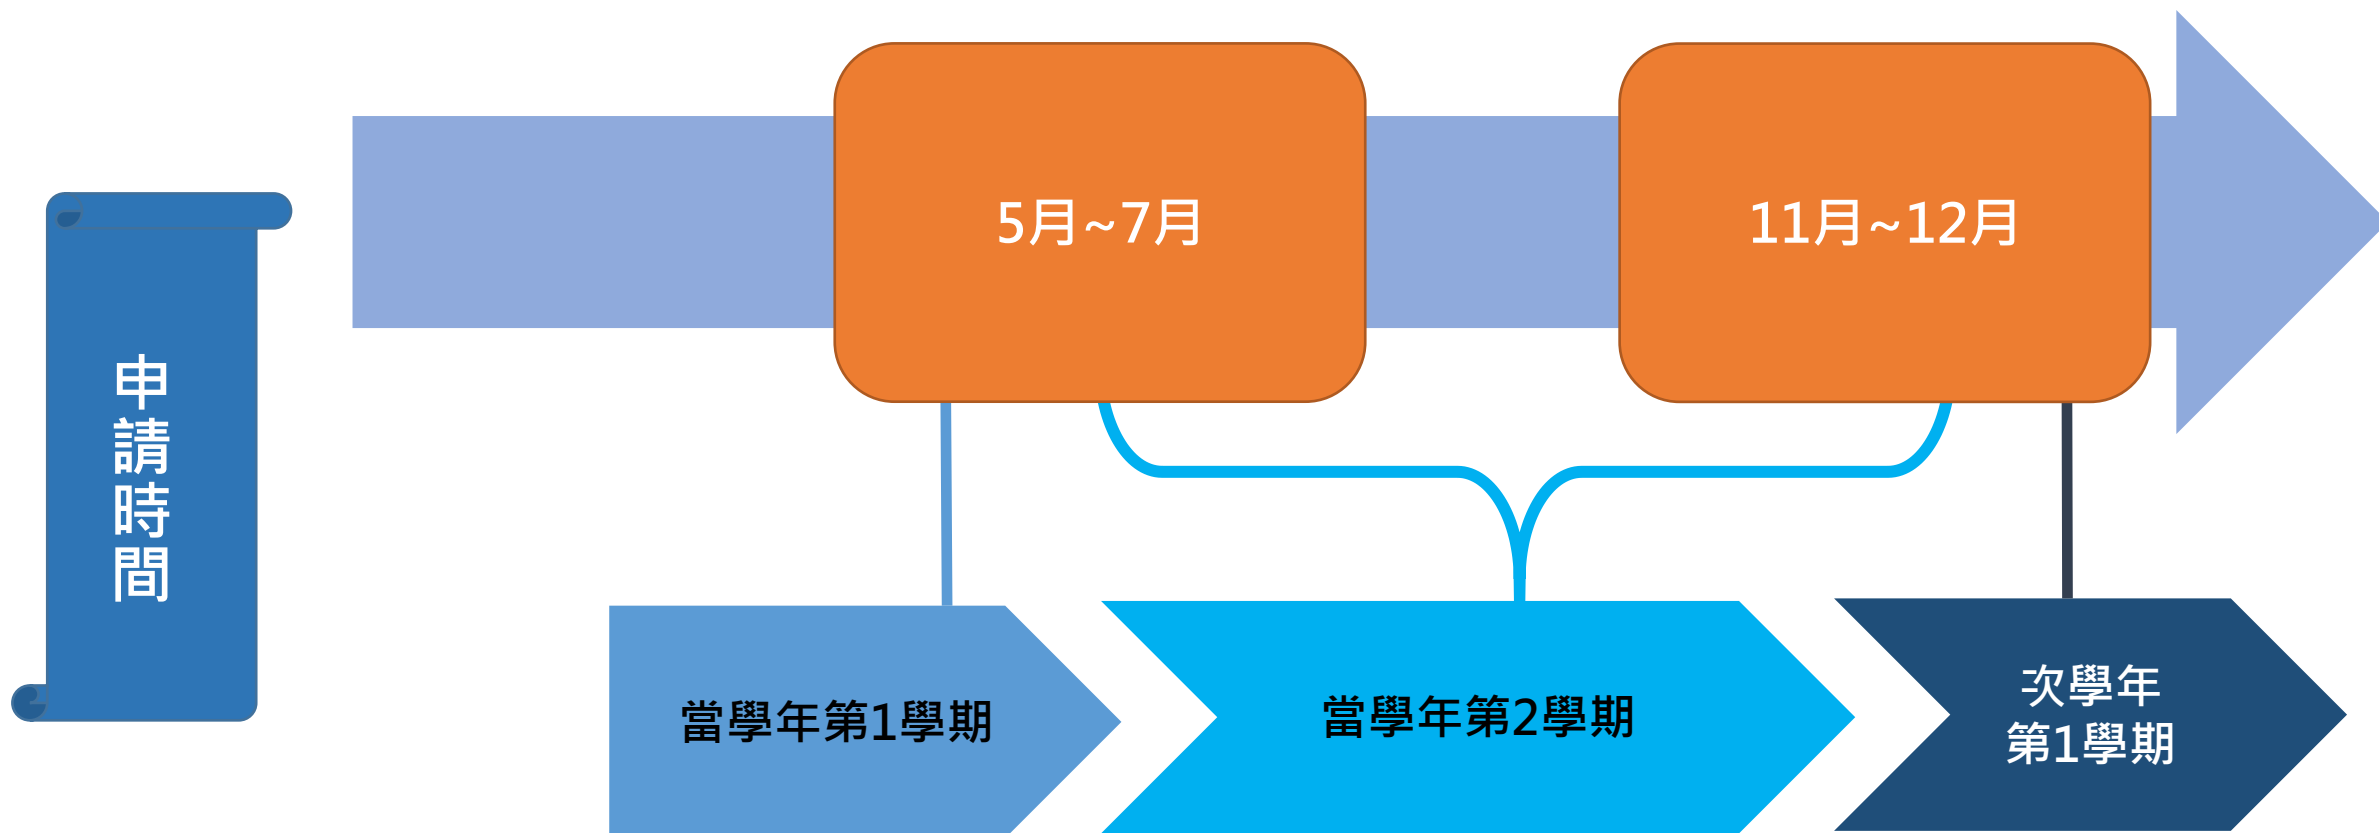 申請時間
5月~7月
11月~12月
當學年第1學期
當學年第2學期
次學年
第1學期